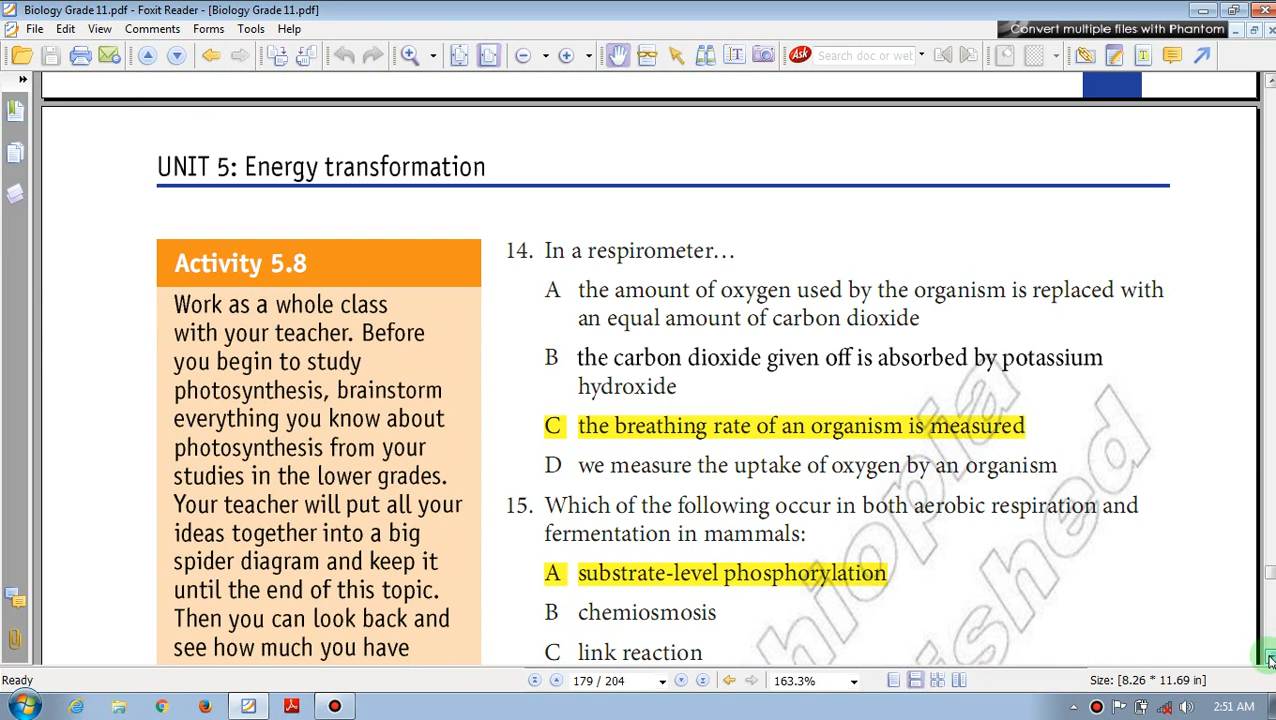 Biology Grade 11.pdf - Foxit Reader - [Biology Grade 11.pdf]
File Edit View Comments Forms Tools Help
Convert multiple files with Phantom
Ask Search doc or wet
UNIT 5: Energy transformation
Activity 5.8
Work as a whole class
with your teacher. Before
you begin to study
photosynthesis, brainstorm
everything you know about
photosynthesis from your
studies in the lower grades.
Your teacher will put all your
ideas together into a big
spider diagram and keep it
until the end of this topic.
Then you can look back and
see how much you have
14. In a respirometer…
A the amount of oxygen used by the organism is replaced with
an equal amount of carbon dioxide
B the carbon dioxide given off is absorbed by potassium
hydroxide
C the breathing rate of an organism is measured
D we measure the uptake of oxygen by an organism
15. Which of the following occur in both aerobic respiration and
fermentation in mammals:
A substrate-level phosphorylation
B chemiosmosis
C link reaction
hiopia
shed
Ready
179 / 204
163.3%
Size: [8.26 * 11.69 in]
2:51 AM